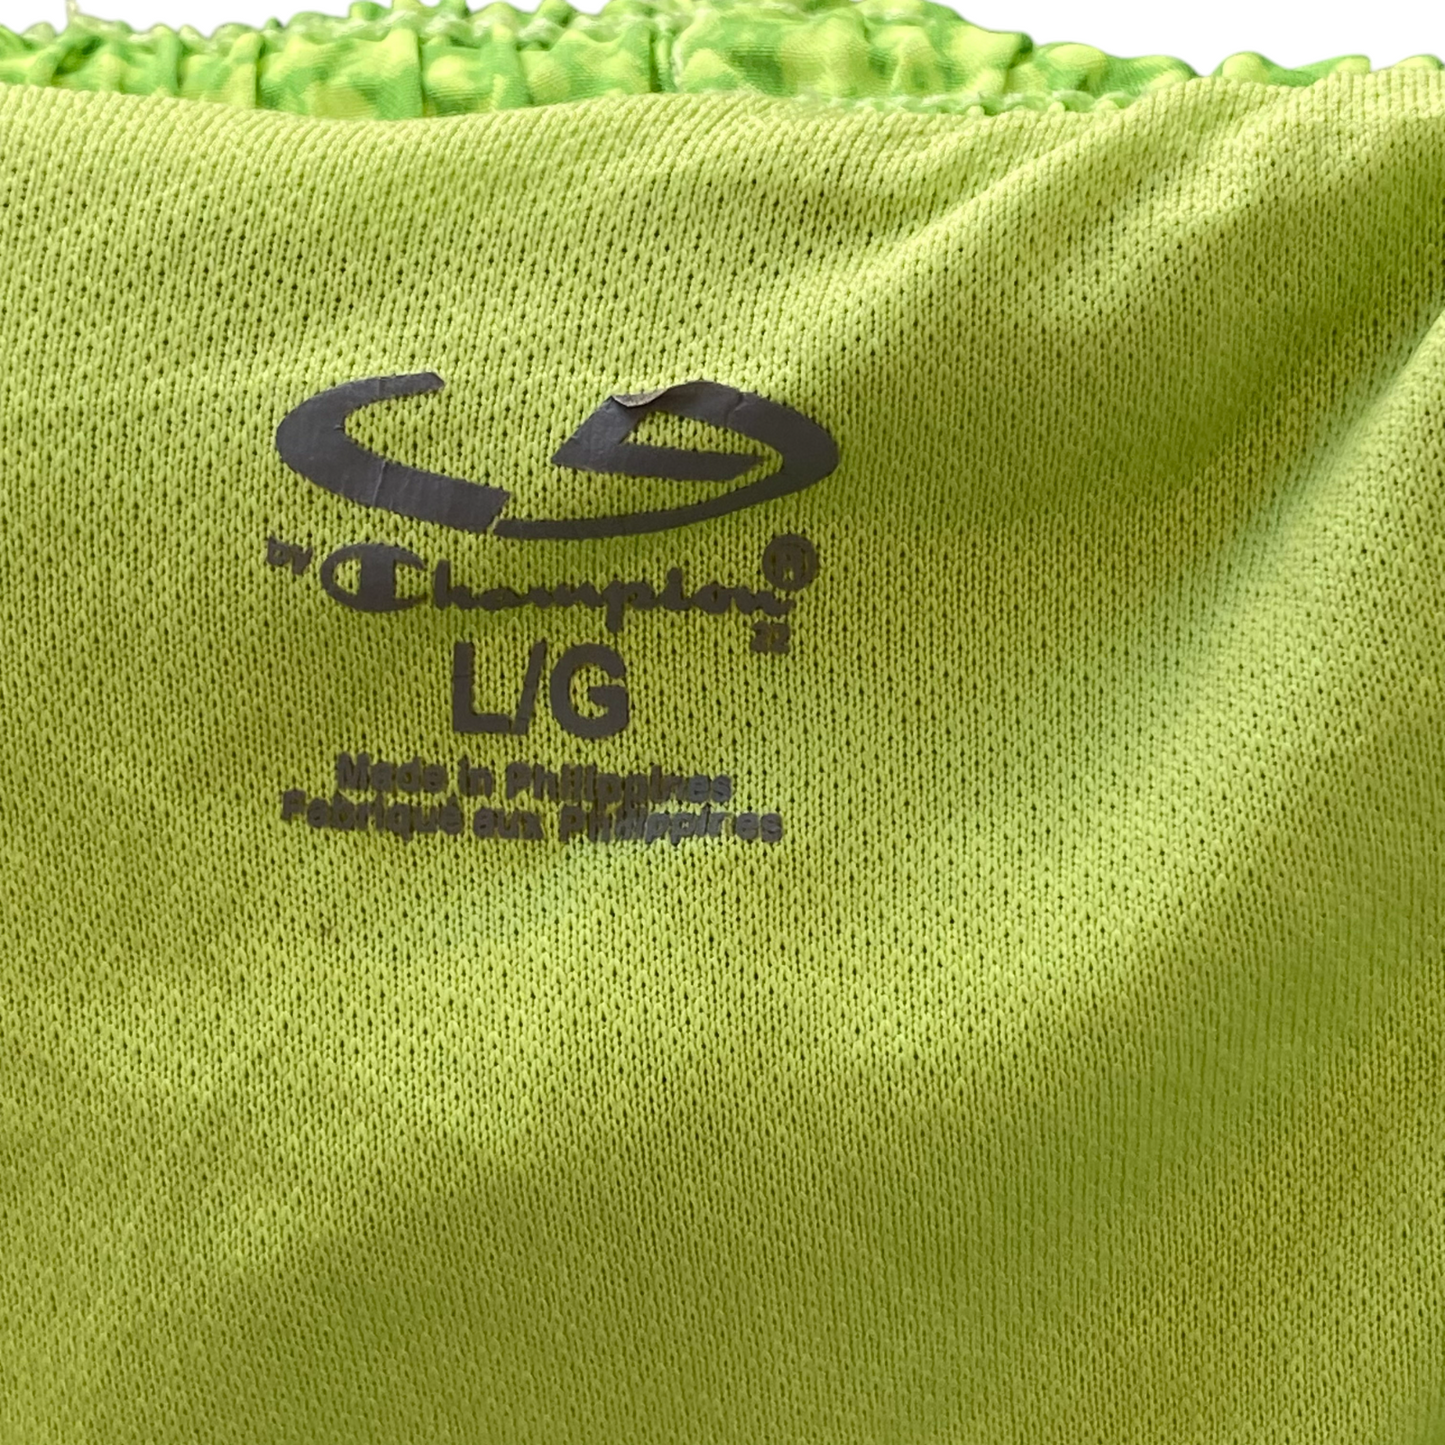 by Champion®
L/G
Made in Philippines
Fabriqué aux Philippines